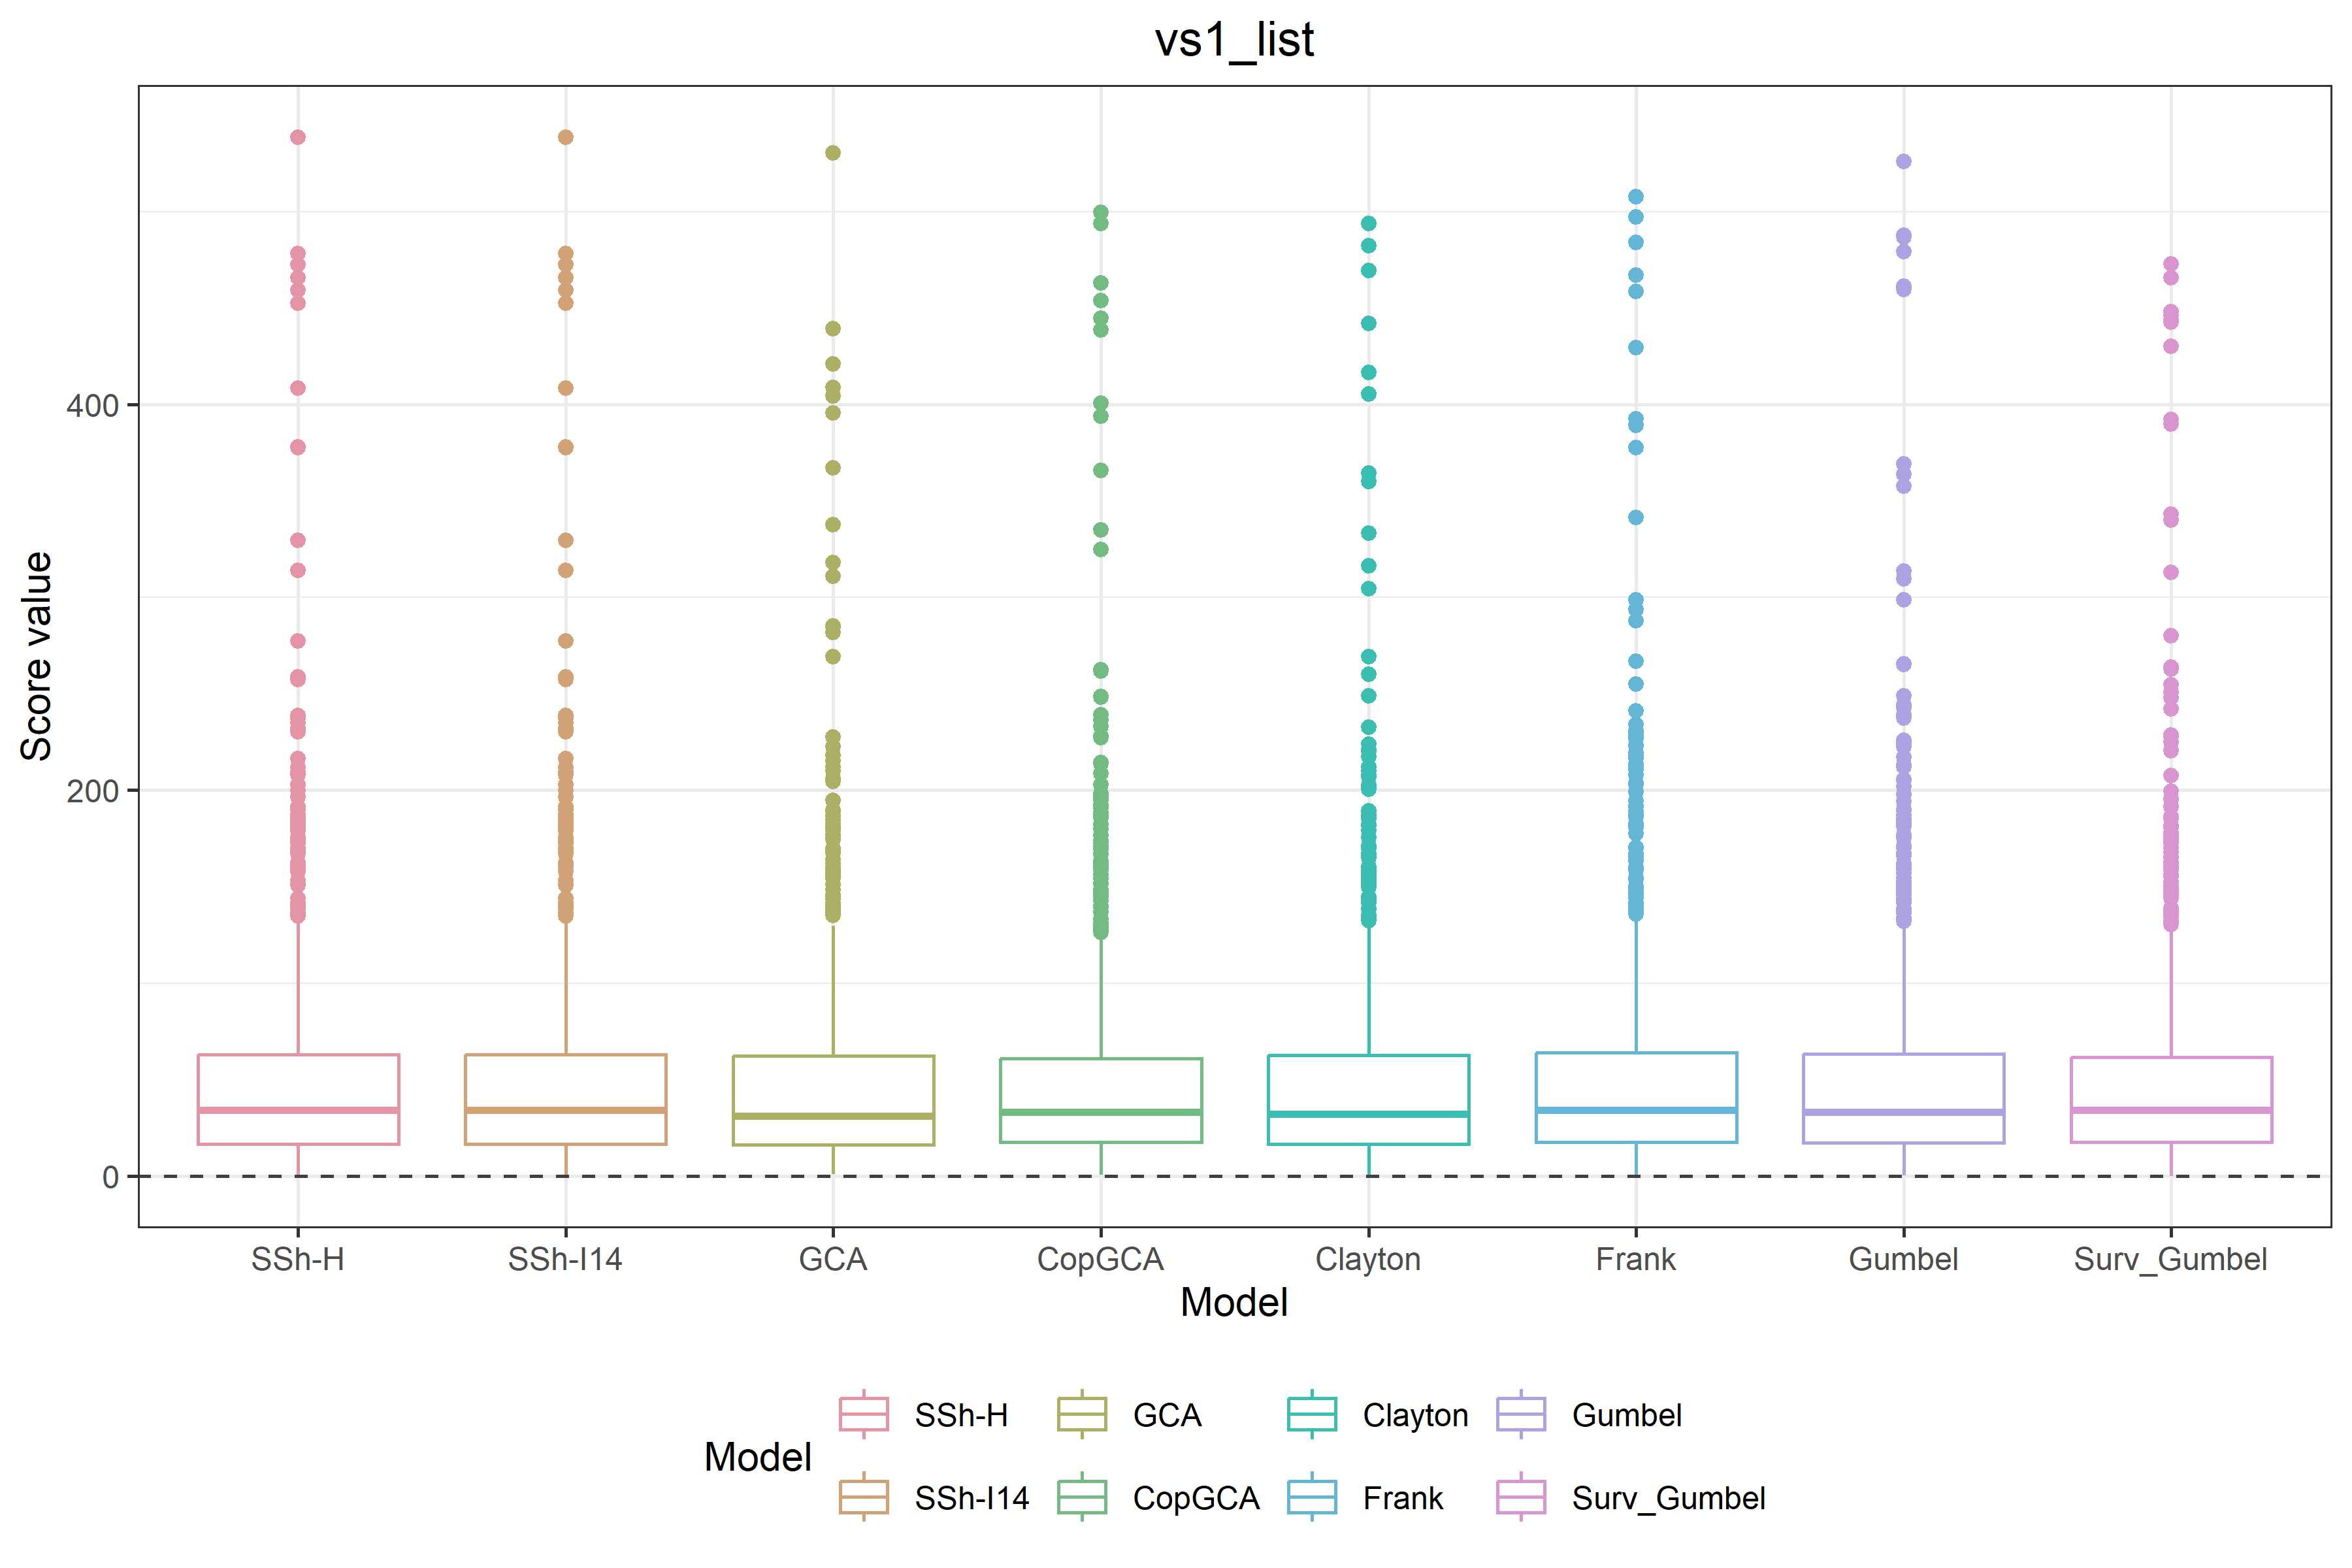 vs1_list
Score value
400
200
0
SSh-H SSh-I14 GCA CopGCA Clayton Frank Gumbel Surv_Gumbel
Model
Model
SSh-H GCA Clayton Gumbel
SSh-I14 CopGCA Frank Surv_Gumbel